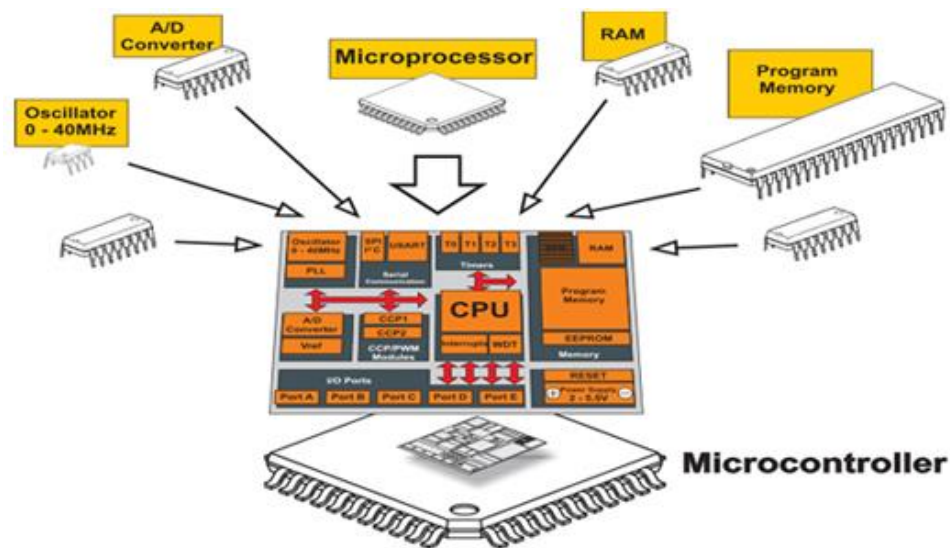 A/D
Converter
Microprocessor
RAM
Program
Memory
Oscillator
0 - 40MHz
Oscillator
0 - 40MHz
PLL
SPI
I²C
USART
Serial
Communication
T0
T1
T2
T3
Timers
RAM
Program
Memory
EEPROM
Memory
A/D
Converter
Vref
CCP1
CCP2
CCP/PWM
Modules
CPU
Interrupts
WDT
I/O Ports
Port A
Port B
Port C
Port D
Port E
RESET
Power Supply
2 - 5.5V
Microcontroller